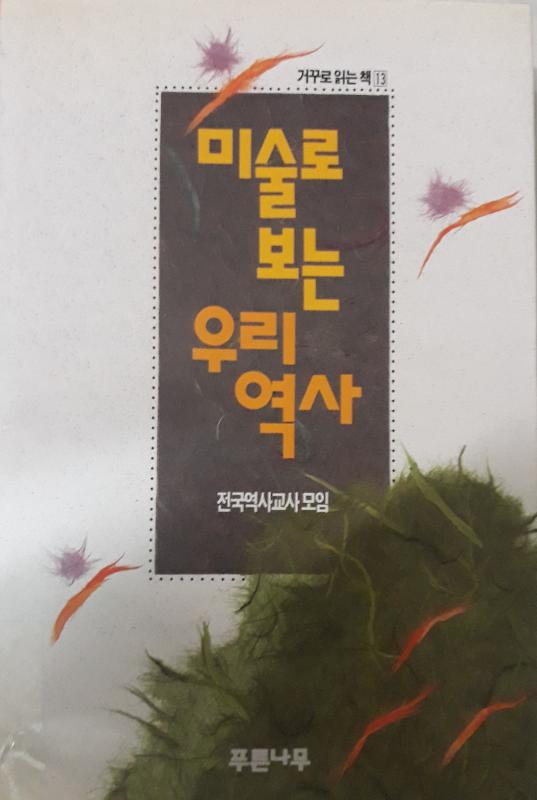 거꾸로 읽는 책 13
미술로
보는
우리
역사
전국역사교사모임
푸른나무